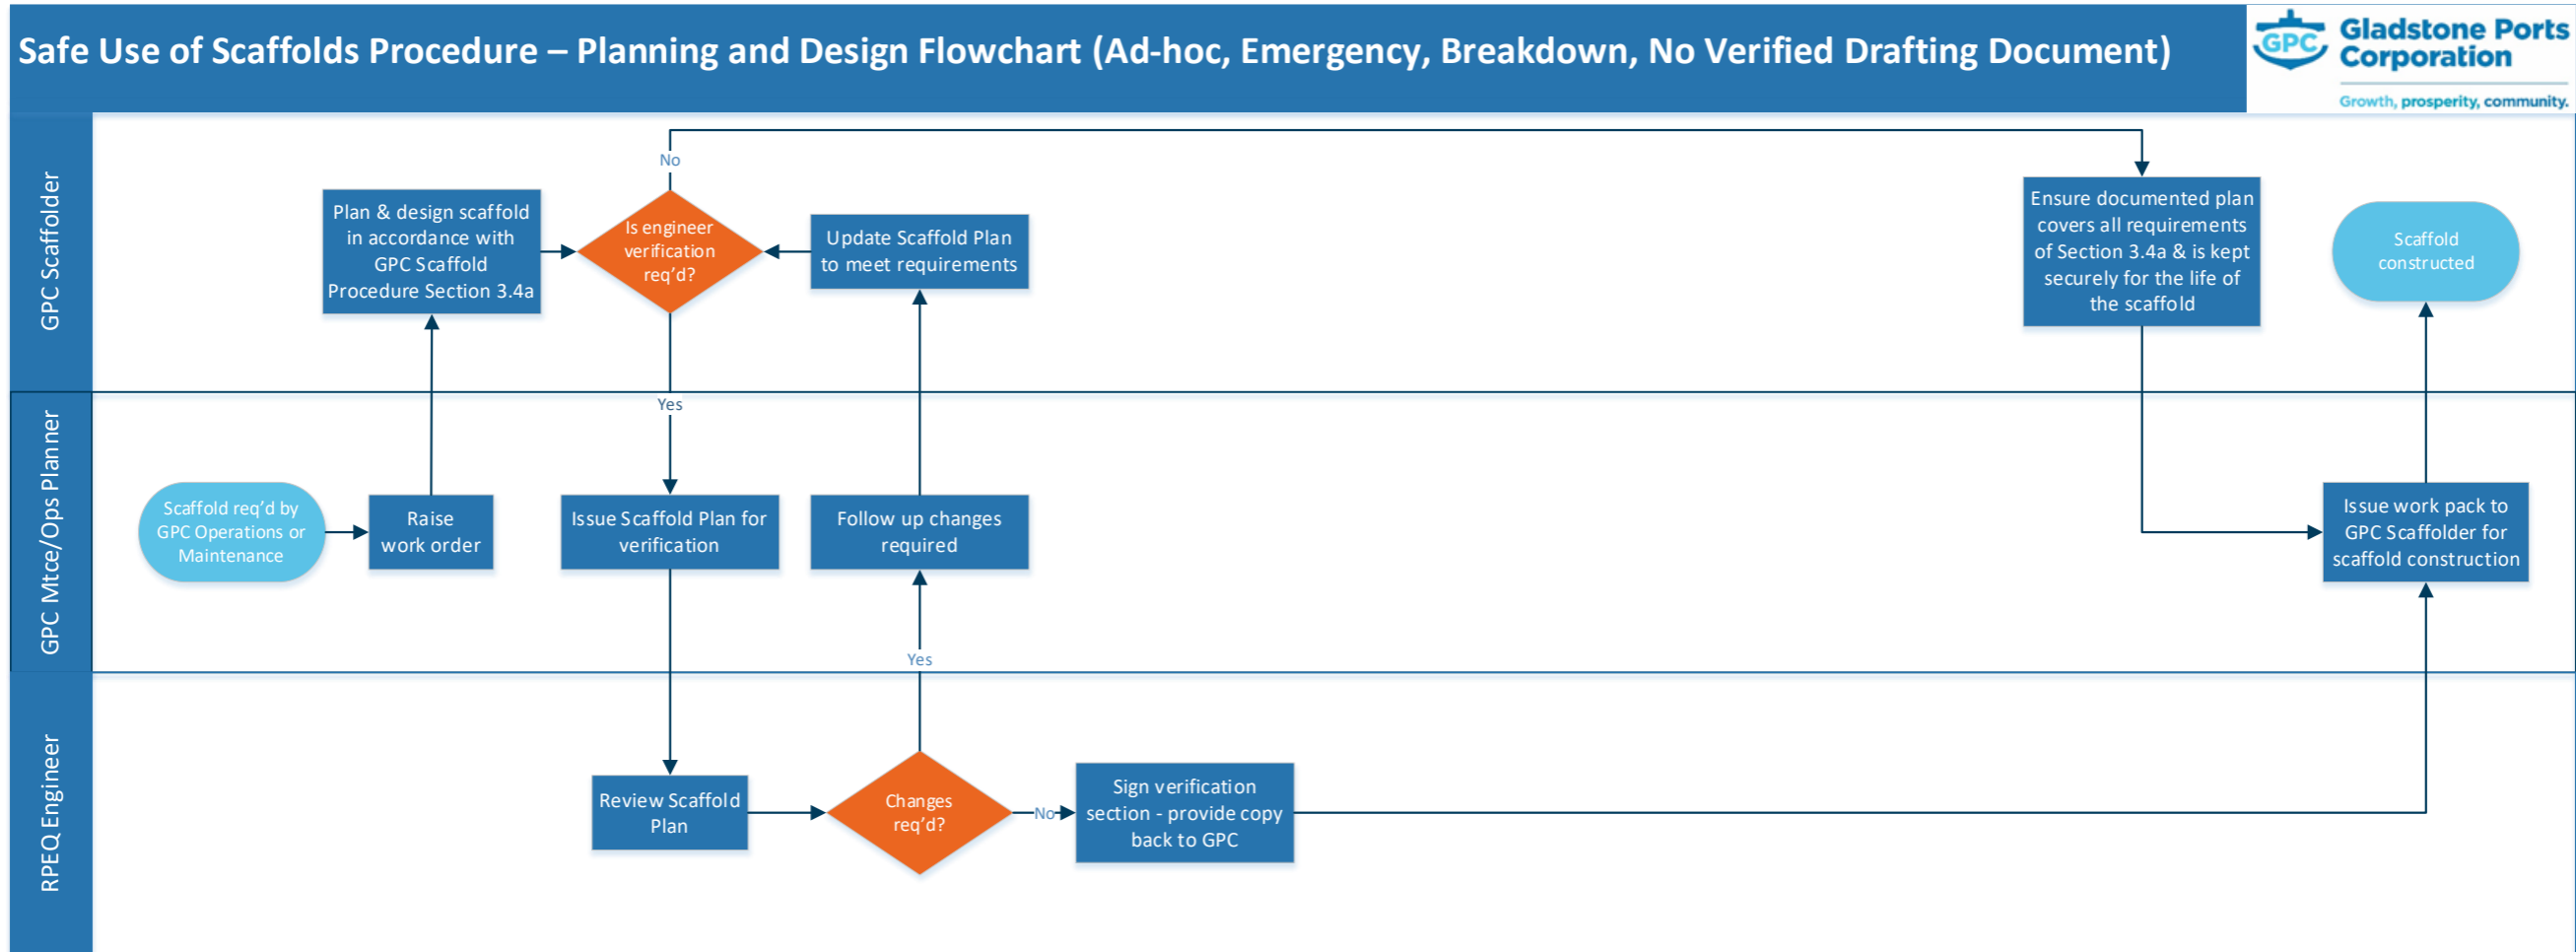 Safe Use of Scaffolds Procedure – Planning and Design Flowchart (Ad-hoc, Emergency, Breakdown, No Verified Drafting Document)
GPC
Gladstone Ports
Corporation
Growth, prosperity, community.
GPC Scaffolder
No
Plan & design scaffold
in accordance with
GPC Scaffold
Procedure Section 3.4a
Is engineer
verification
req'd?
Update Scaffold Plan
to meet requirements
Ensure documented plan
covers all requirements
of Section 3.4a & is kept
securely for the life of
the scaffold
Scaffold
constructed
GPC Mtce/Ops Planner
Yes
Scaffold req'd by
GPC Operations or
Maintenance
Raise
work order
Issue Scaffold Plan for
verification
Follow up changes
required
Issue work pack to
GPC Scaffolder for
scaffold construction
Yes
RPEQ Engineer
Review Scaffold
Plan
Changes
req'd?
No
Sign verification
section - provide copy
back to GPC